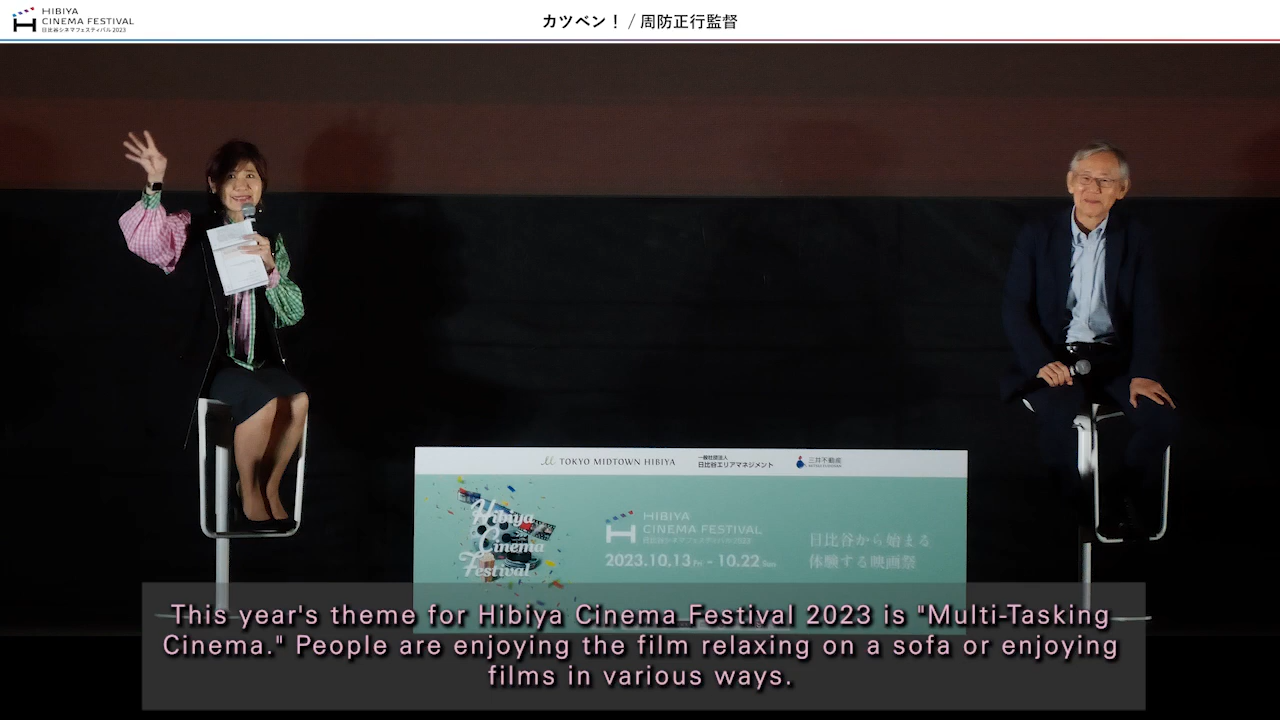 HIBIYA
CINEMA FESTIVAL
日比谷シネマフェスティバル 2023
カツベン! / 周防正行監督
TOKYO MIDTOWN HIBIYA
一般社団法人
日比谷エリアマネジメント
三井不動産
Hibiya
Cinema
Festival
HIBIYA
CINEMA FESTIVAL
2023.10.13 Fri - 10.22 Sun
日比谷から始まる
体験する映画祭
This year's theme for Hibiya Cinema Festival 2023 is "Multi-Tasking
Cinema." People are enjoying the film relaxing on a sofa or enjoying
films in various ways.